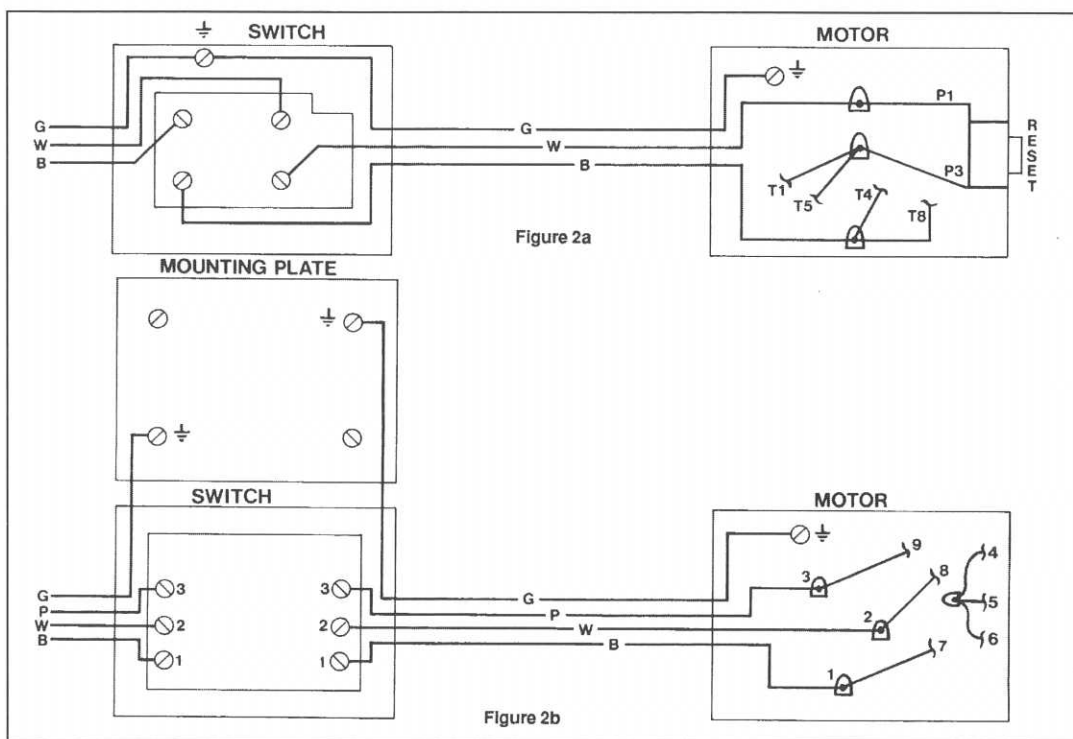 SWITCH
MOTOR
G
W
B
G
W
B
P1
P3
T1
T5
T4
T8
RESET
Figure 2a
MOUNTING PLATE
SWITCH
MOTOR
G
P
W
B
3
2
1
3
2
1
G
P
W
B
3
9
2
8
1
7
4
5
6
Figure 2b